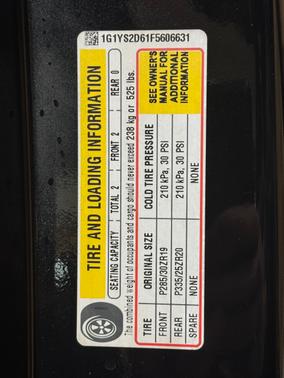 1G1YS2D61F5606631
TIRE AND LOADING INFORMATION
SEATING CAPACITY | TOTAL 2 | FRONT 2 | REAR 0
The combined weight of occupants and cargo should never exceed 238 kg or 525 lbs.
TIRE ORIGINAL SIZE COLD TIRE PRESSURE
FRONT P285/30ZR19 210 kPa, 30 PSI
REAR P335/25ZR20 210 kPa, 30 PSI
SPARE NONE NONE
SEE OWNER'S
MANUAL FOR
ADDITIONAL
INFORMATION